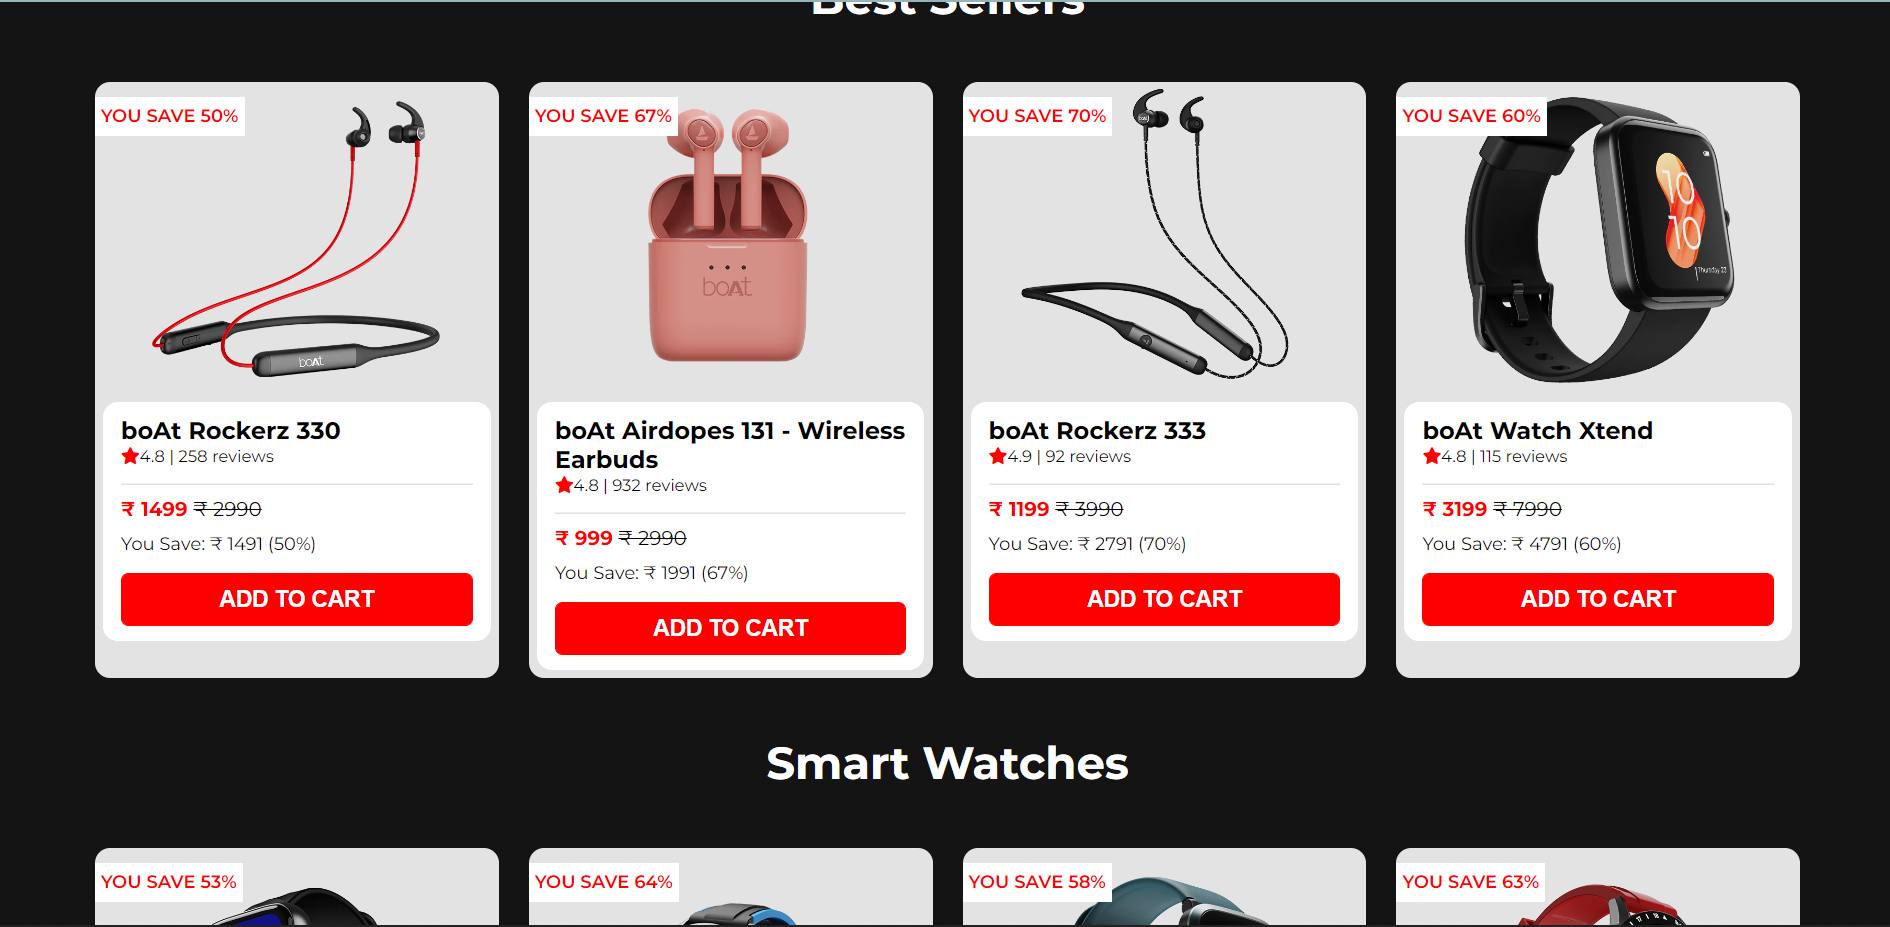 Best Sellers
YOU SAVE 50%
boAt
boAt Rockerz 330
4.8 | 258 reviews
₹ 1499 ₹ 2990
You Save: ₹ 1491 (50%)
ADD TO CART
YOU SAVE 67%
boAt
boAt Airdopes 131 - Wireless
Earbuds
4.8 | 932 reviews
₹ 999 ₹ 2990
You Save: ₹ 1991 (67%)
ADD TO CART
YOU SAVE 70%
boAt
boAt Rockerz 333
4.9 | 92 reviews
₹ 1199 ₹ 3990
You Save: ₹ 2791 (70%)
ADD TO CART
YOU SAVE 60%
10
10
Thursday 23
boAt Watch Xtend
4.8 | 115 reviews
₹ 3199 ₹ 7990
You Save: ₹ 4791 (60%)
ADD TO CART
Smart Watches
YOU SAVE 53%
YOU SAVE 64%
YOU SAVE 58%
YOU SAVE 63%